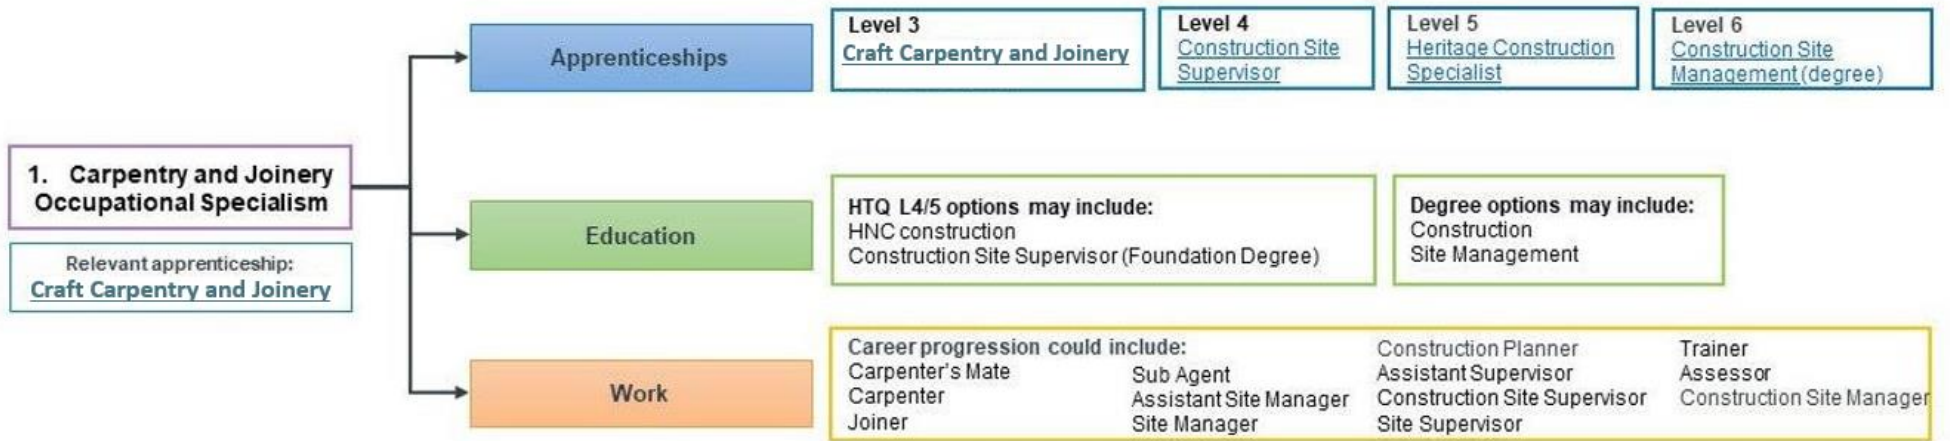 1. Carpentry and Joinery
Occupational Specialism
Relevant apprenticeship:
Craft Carpentry and Joinery
Apprenticeships
Level 3
Craft Carpentry and Joinery
Level 4
Construction Site
Supervisor
Level 5
Heritage Construction
Specialist
Level 6
Construction Site
Management (degree)
Education
HTQ L4/5 options may include:
HNC construction
Construction Site Supervisor (Foundation Degree)
Degree options may include:
Construction
Site Management
Work
Career progression could include:
Carpenter's Mate
Carpenter
Joiner
Sub Agent
Assistant Site Manager
Site Manager
Construction Planner
Assistant Supervisor
Construction Site Supervisor
Site Supervisor
Trainer
Assessor
Construction Site Manager